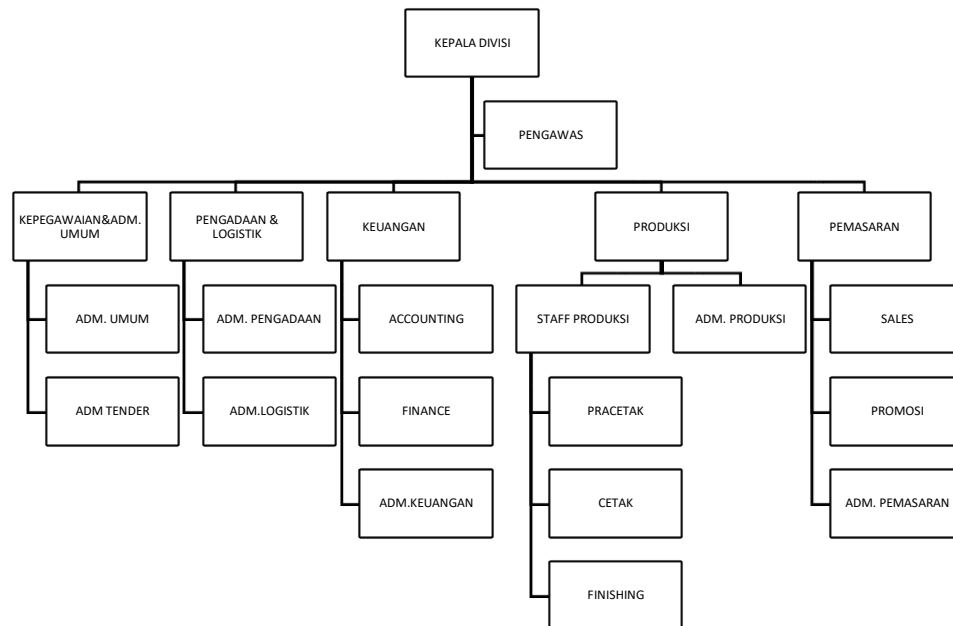 KEPALA DIVISI
PENGAWAS
KEPEGAWAIAN&ADM.
UMUM
PENGADAAN &
LOGISTIK
KEUANGAN
PRODUKSI
PEMASARAN
ADM. UMUM
ADM. PENGADAAN
ACCOUNTING
STAFF PRODUKSI
ADM. PRODUKSI
SALES
ADM TENDER
ADM.LOGISTIK
FINANCE
PRACETAK
PROMOSI
ADM.KEUANGAN
CETAK
ADM. PEMASARAN
FINISHING